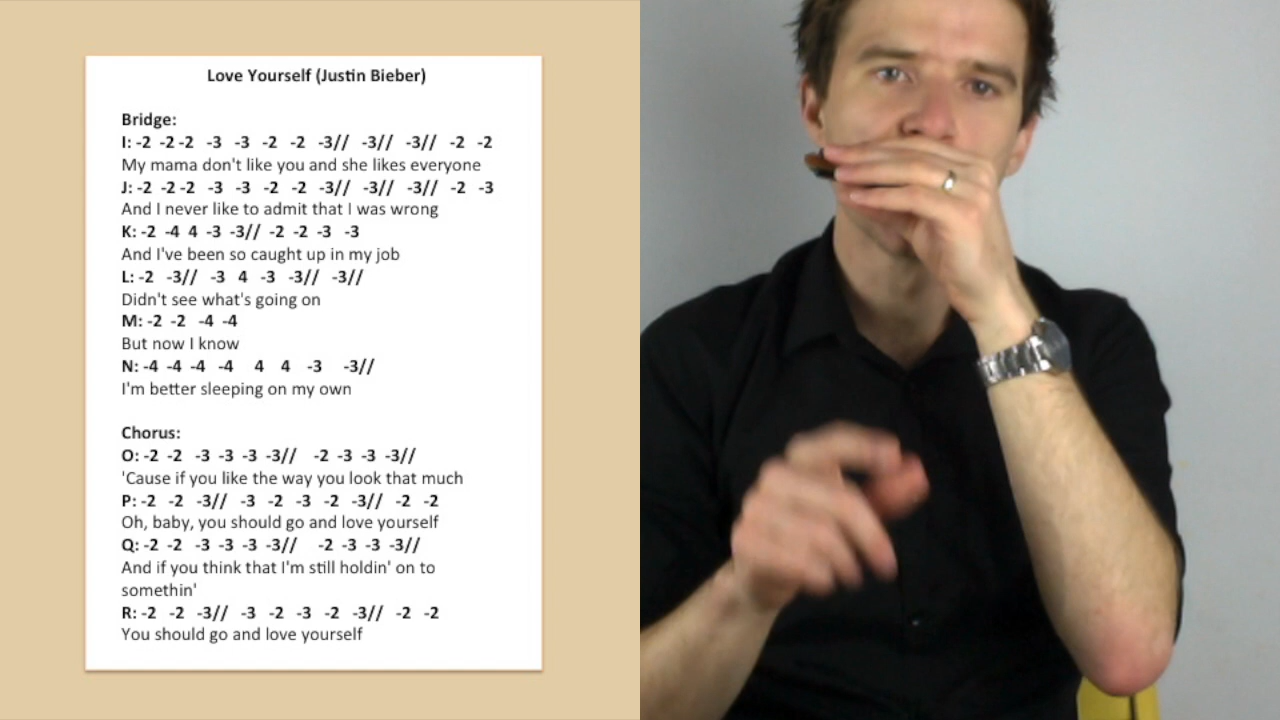 Love Yourself (Justin Bieber)
Bridge:
I: -2 -2 -2 -3 -3 -2 -2 -3// -3// -3// -2 -2
My mama don't like you and she likes everyone
J: -2 -2 -2 -3 -3 -2 -2 -3// -3// -3// -2 -3
And I never like to admit that I was wrong
K: -2 -4 4 -3 -3// -2 -2 -3 -3
And I've been so caught up in my job
L: -2 -3// -3 4 -3 -3// -3//
Didn't see what's going on
M: -2 -2 -4 -4
But now I know
N: -4 -4 -4 -4 4 4 -3 -3//
I'm better sleeping on my own
Chorus:
O: -2 -2 -3 -3 -3 -3// -2 -3 -3 -3//
'Cause if you like the way you look that much
P: -2 -2 -3// -3 -2 -3 -2 -3// -2 -2
Oh, baby, you should go and love yourself
Q: -2 -2 -3 -3 -3 -3// -2 -3 -3 -3//
And if you think that I'm still holdin' on to
somethin'
R: -2 -2 -3// -3 -2 -3 -2 -3// -2 -2
You should go and love yourself